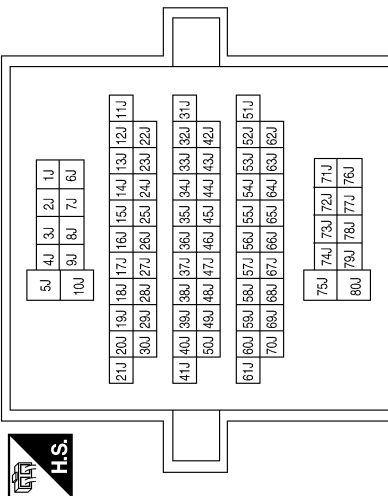 H.S.
5J 4J 3J 2J 1J
10J 9J 8J 7J 6J
21J 20J 19J 18J 17J 16J 15J 14J 13J 12J 11J
30J 29J 28J 27J 26J 25J 24J 23J 22J
41J 40J 39J 38J 37J 36J 35J 34J 33J 32J 31J
50J 49J 48J 47J 46J 45J 44J 43J 42J
61J 60J 59J 58J 57J 56J 55J 54J 53J 52J 51J
70J 69J 68J 67J 66J 65J 64J 63J 62J
75J 74J 73J 72J 71J
80J 79J 78J 77J 76J